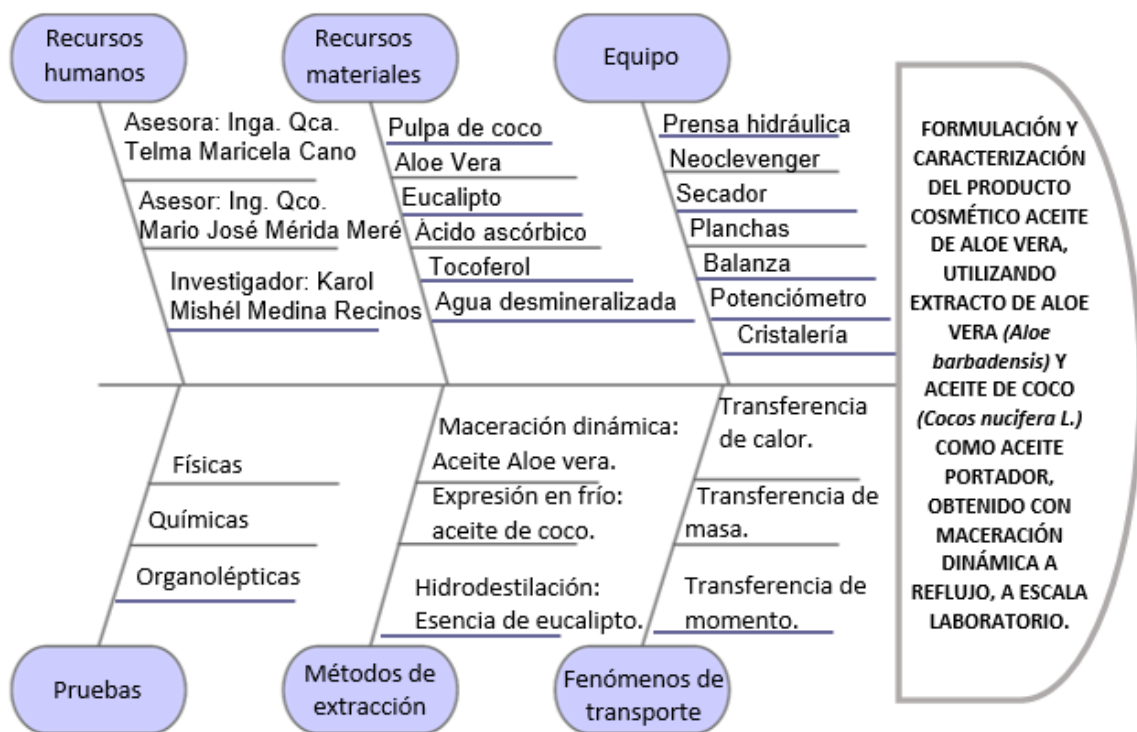 Recursos
humanos
Recursos
materiales
Equipo
Asesora: Inga. Qca.
Telma Maricela Cano
Asesor: Ing. Qco.
Mario José Mérida Meré
Investigador: Karol
Mishél Medina Recinos
Pulpa de coco
Aloe Vera
Eucalipto
Ácido ascórbico
Tocoferol
Agua desmineralizada
Prensa hidráulica
Neoclevenger
Secador
Planchas
Balanza
Potenciómetro
Cristalería
Físicas
Químicas
Organolépticas
Maceración dinámica:
Aceite Aloe vera.
Expresión en frío:
aceite de coco.
Hidrodestilación:
Esencia de eucalipto.
Transferencia
de calor.
Transferencia de
masa.
Transferencia de
momento.
Pruebas
Métodos de
extracción
Fenómenos de
transporte
FORMULACIÓN Y
CARACTERIZACIÓN
DEL PRODUCTO
COSMÉTICO ACEITE
DE ALOE VERA,
UTILIZANDO
EXTRACTO DE ALOE
VERA (Aloe
barbadensis) Y
ACEITE DE COCO
(Cocos nucifera L.)
COMO ACEITE
PORTADOR,
OBTENIDO CON
MACERACIÓN
DINÁMICA A
REFLUJO, A ESCALA
LABORATORIO.